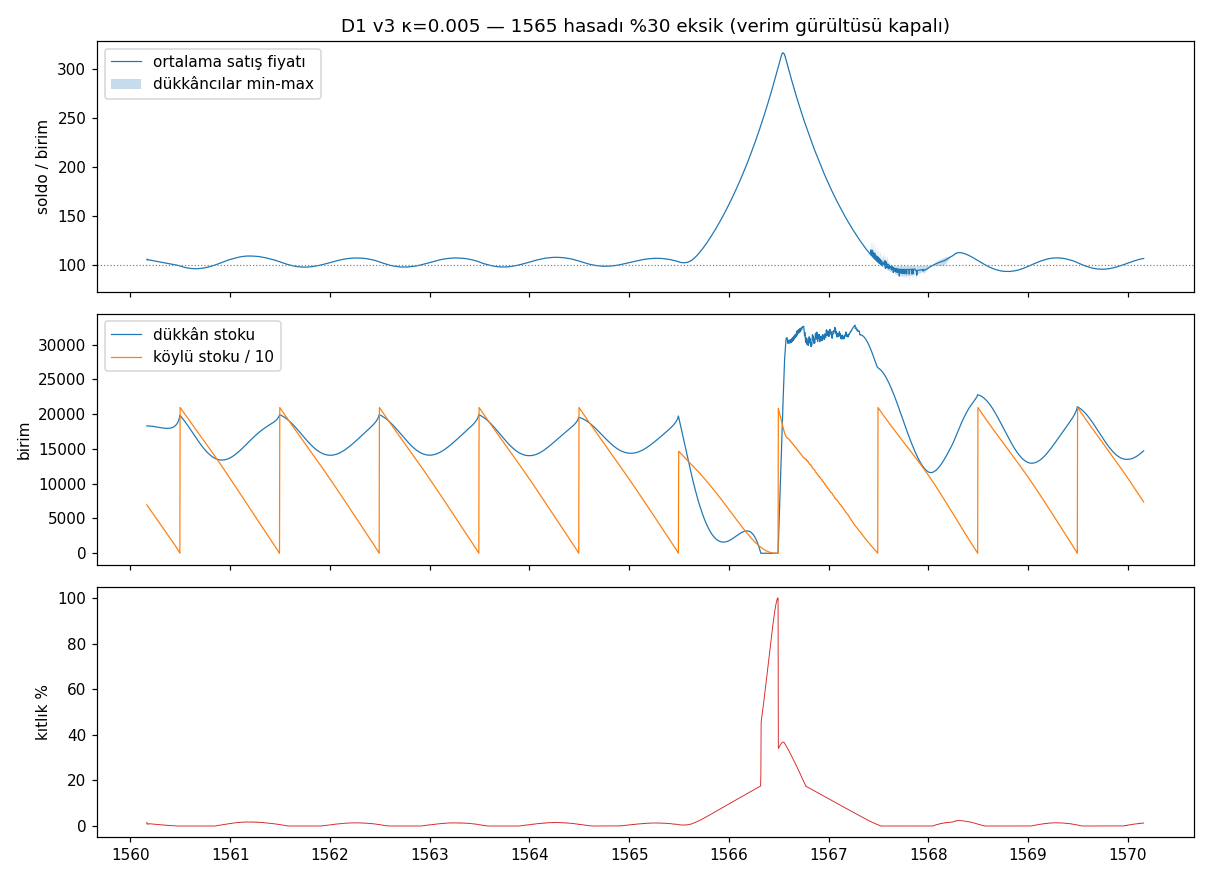 D1 v3 κ=0.005 — 1565 hasadı %30 eksik (verim gürültüsü kapalı)
300
250
200
150
100
soldo / birim
ortalama satış fiyatı
dükkâncılar min-max
30000
25000
20000
15000
10000
5000
0
birim
dükkân stoku
köylü stoku / 10
100
80
60
40
20
0
kıtlık %
1560 1561 1562 1563 1564 1565 1566 1567 1568 1569 1570